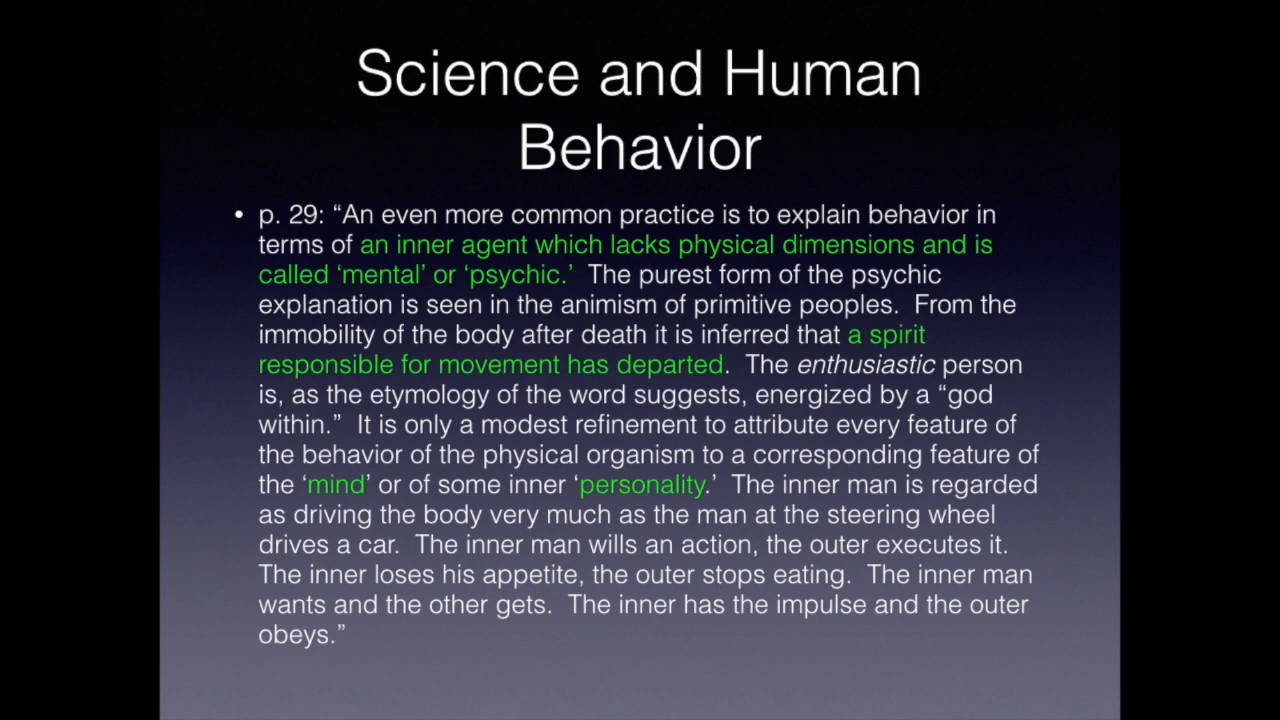 Science and Human
Behavior
• p. 29: “An even more common practice is to explain behavior in
terms of an inner agent which lacks physical dimensions and is
called ‘mental’ or ‘psychic.’  The purest form of the psychic
explanation is seen in the animism of primitive peoples.  From the
immobility of the body after death it is inferred that a spirit
responsible for movement has departed.  The enthusiastic person
is, as the etymology of the word suggests, energized by a “god
within.”  It is only a modest refinement to attribute every feature of
the behavior of the physical organism to a corresponding feature of
the ‘mind’ or of some inner ‘personality.’  The inner man is regarded
as driving the body very much as the man at the steering wheel
drives a car.  The inner man wills an action, the outer executes it.
The inner loses his appetite, the outer stops eating.  The inner man
wants and the other gets.  The inner has the impulse and the outer
obeys.”